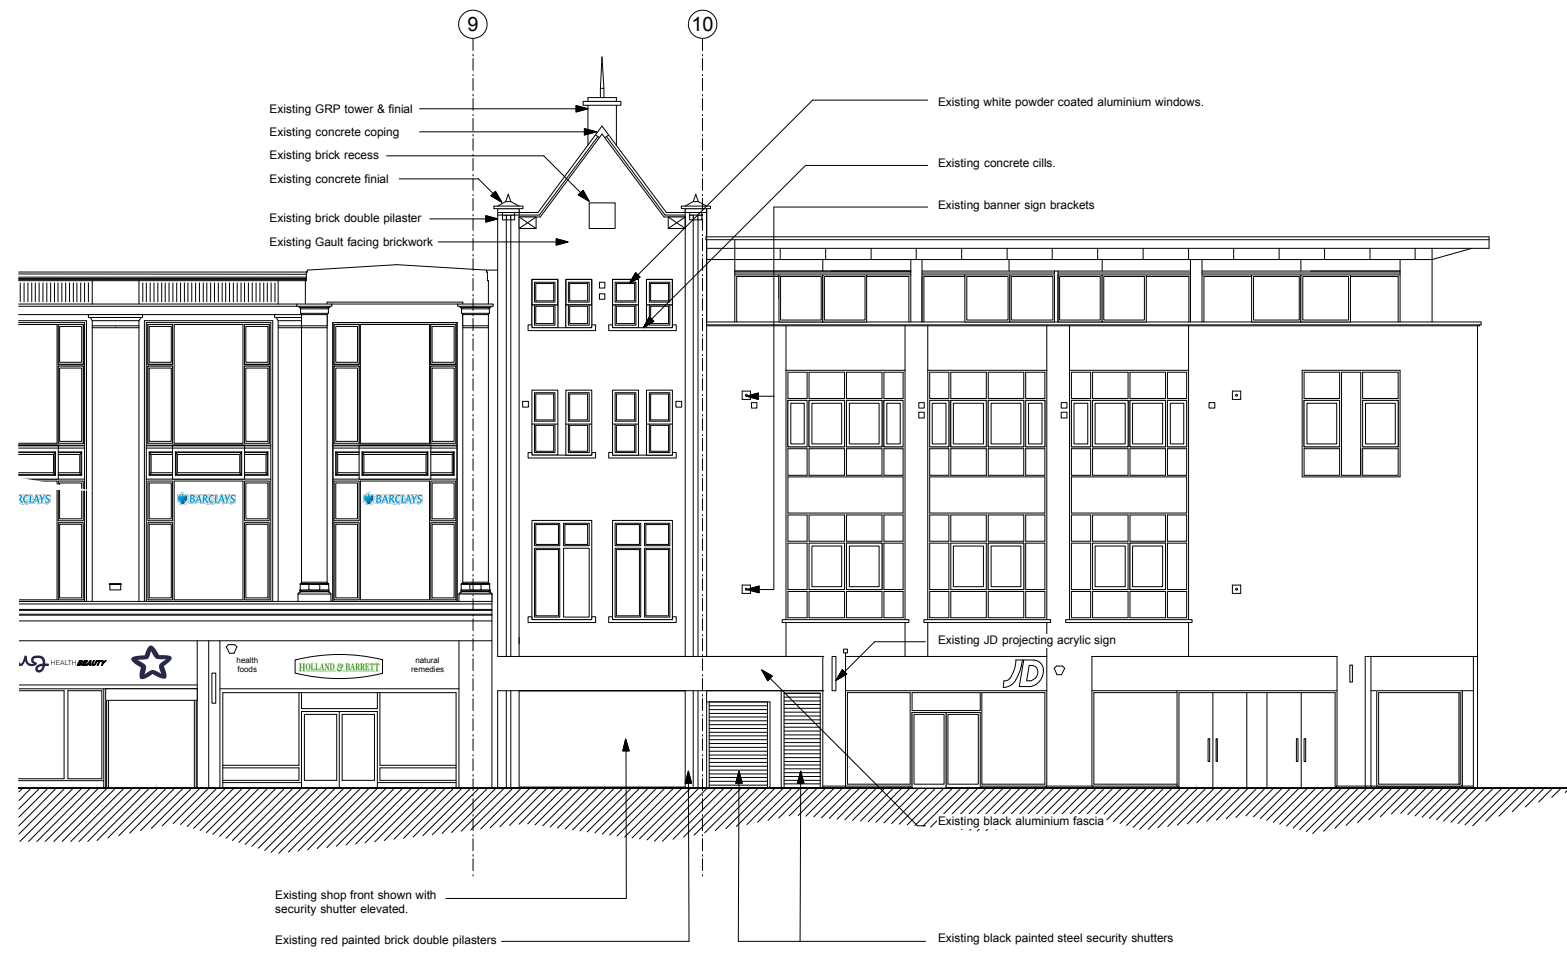 9
10
Existing GRP tower & finial
Existing concrete coping
Existing brick recess
Existing concrete finial
Existing brick double pilaster
Existing Gault facing brickwork
Existing white powder coated aluminium windows.
Existing concrete cills.
Existing banner sign brackets
BARCLAYS
BARCLAYS
HEALTH BEAUTY
health
foods
HOLLAND & BARRETT
natural
remedies
Existing JD projecting acrylic sign
JD
Existing black aluminium fascia
Existing shop front shown with
security shutter elevated.
Existing red painted brick double pilasters
Existing black painted steel security shutters